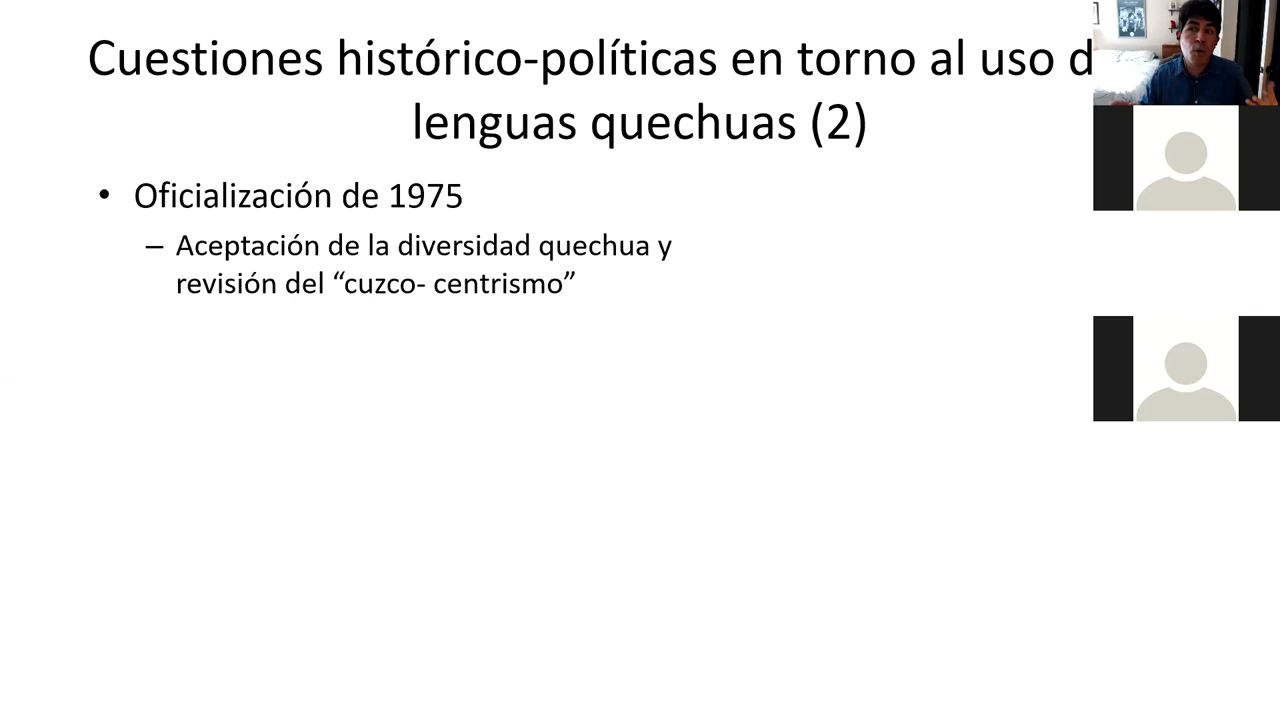 Cuestiones histórico-políticas en torno al uso d
lenguas quechuas (2)
• Oficialización de 1975
– Aceptación de la diversidad quechua y
revisión del “cuzco- centrismo”